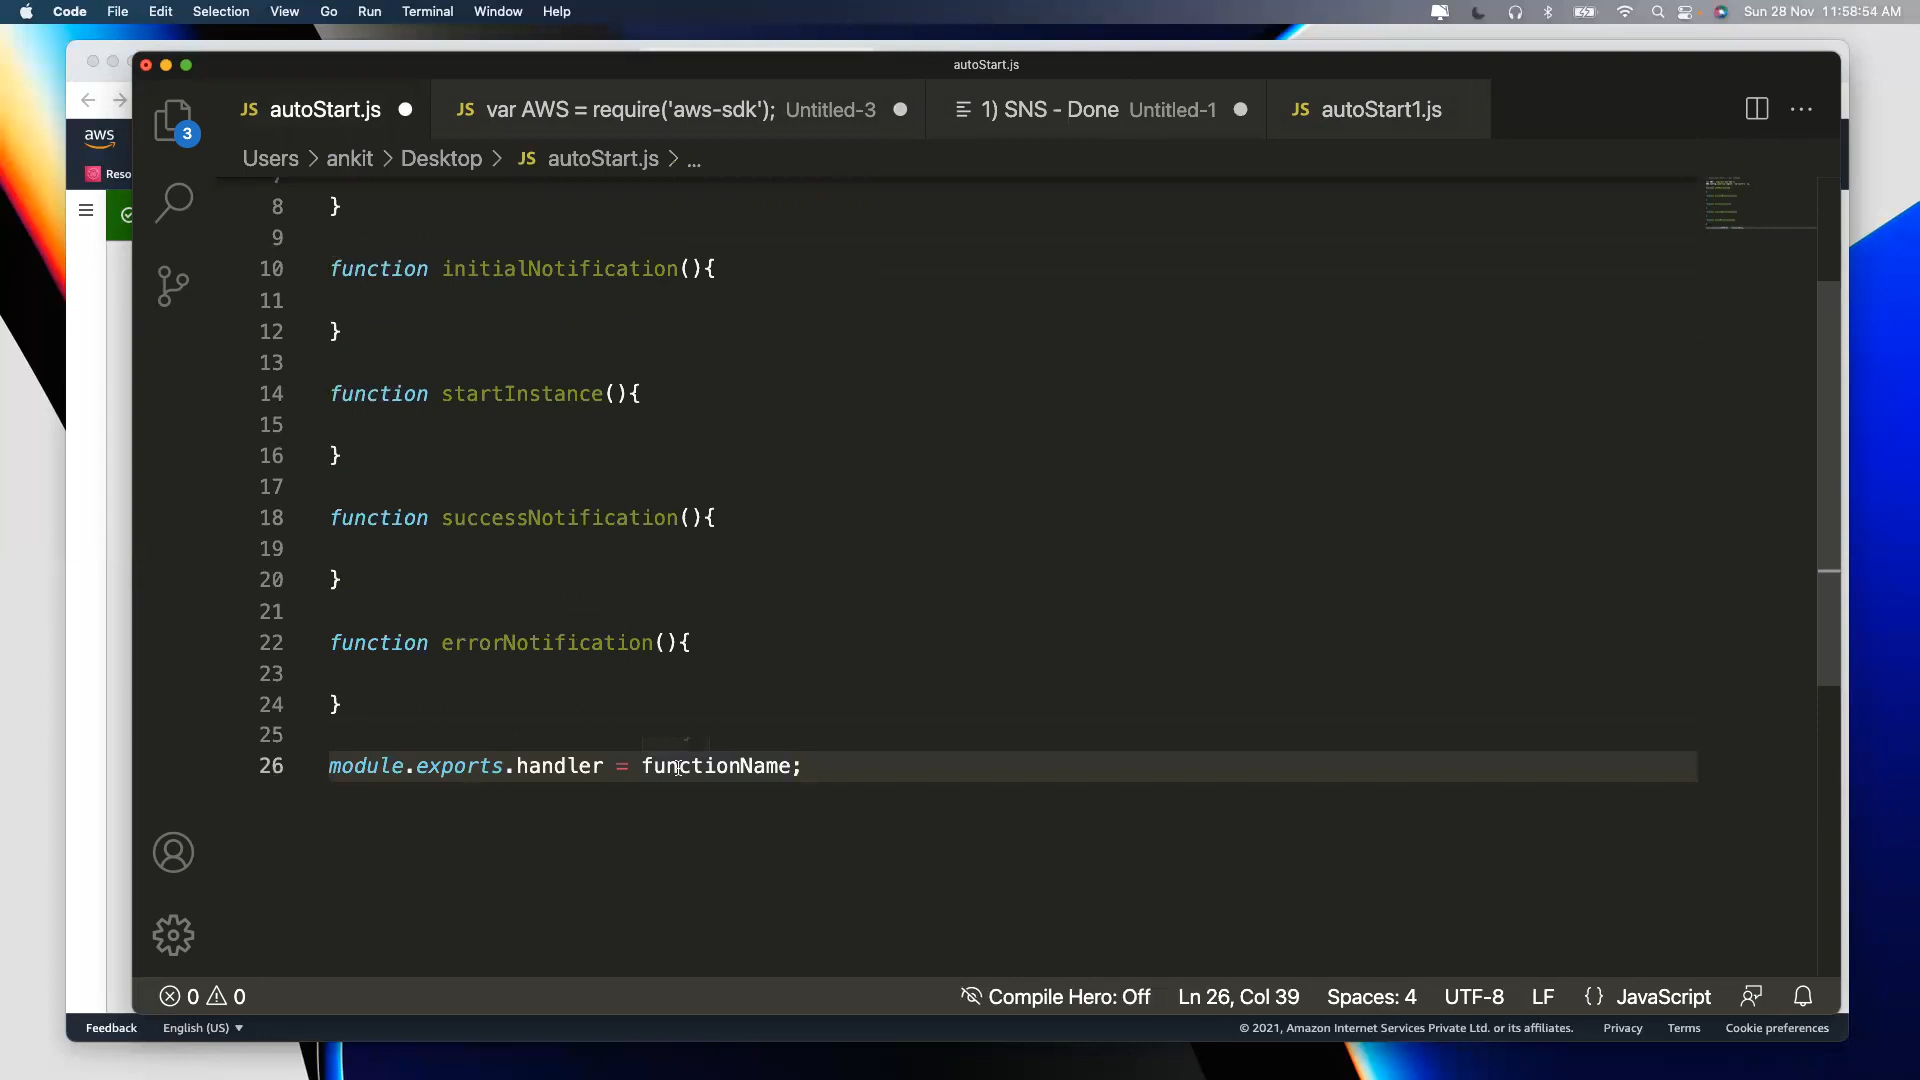 Code File Edit Selection View Go Run Terminal Window Help Sun 28 Nov 11:58:54 AM
autoStart.js
JS autoStart.js JS var AWS = require('aws-sdk'); Untitled-3 1) SNS - Done Untitled-1 JS autoStart1.js
3
aws
Users > ankit > Desktop > JS autoStart.js > ...
Reso
8 }
9
10 function initialNotification(){
11
12 }
13
14 function startInstance(){
15
16 }
17
18 function successNotification(){
19
20 }
21
22 function errorNotification(){
23
24 }
25
26 module.exports.handler = functionName;
0 0 Compile Hero: Off Ln 26, Col 39 Spaces: 4 UTF-8 LF {} JavaScript
Feedback English (US) © 2021, Amazon Internet Services Private Ltd. or its affiliates. Privacy Terms Cookie preferences